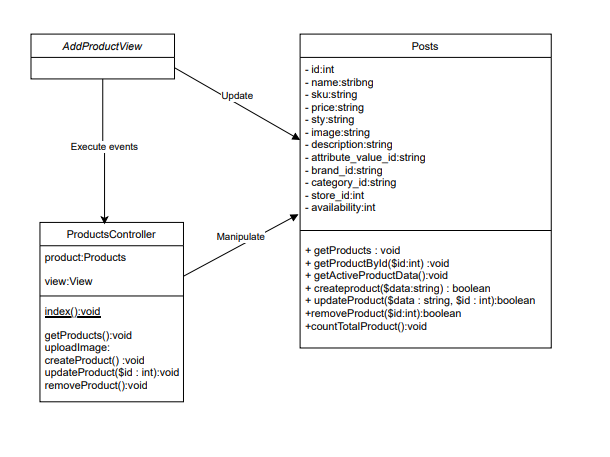 AddProductView
Update
Execute events
ProductsController
product:Products
view:View
index():void
getProducts():void
uploadImage:
createProduct() :void
updateProduct($id : int):void
removeProduct():void
Manipulate
Posts
- id:int
- name:stribng
- sku:string
- price:string
- sty:string
- image:string
- description:string
- attribute_value_id:string
- brand_id:string
- category_id:string
- store_id:int
- availability:int
+ getProducts : void
+ getProductById($id:int) :void
+ getActiveProductData():void
+ createproduct($data:string) : boolean
+ updateProduct($data : string, $id : int):boolean
+removeProduct($id:int):boolean
+countTotalProduct():void